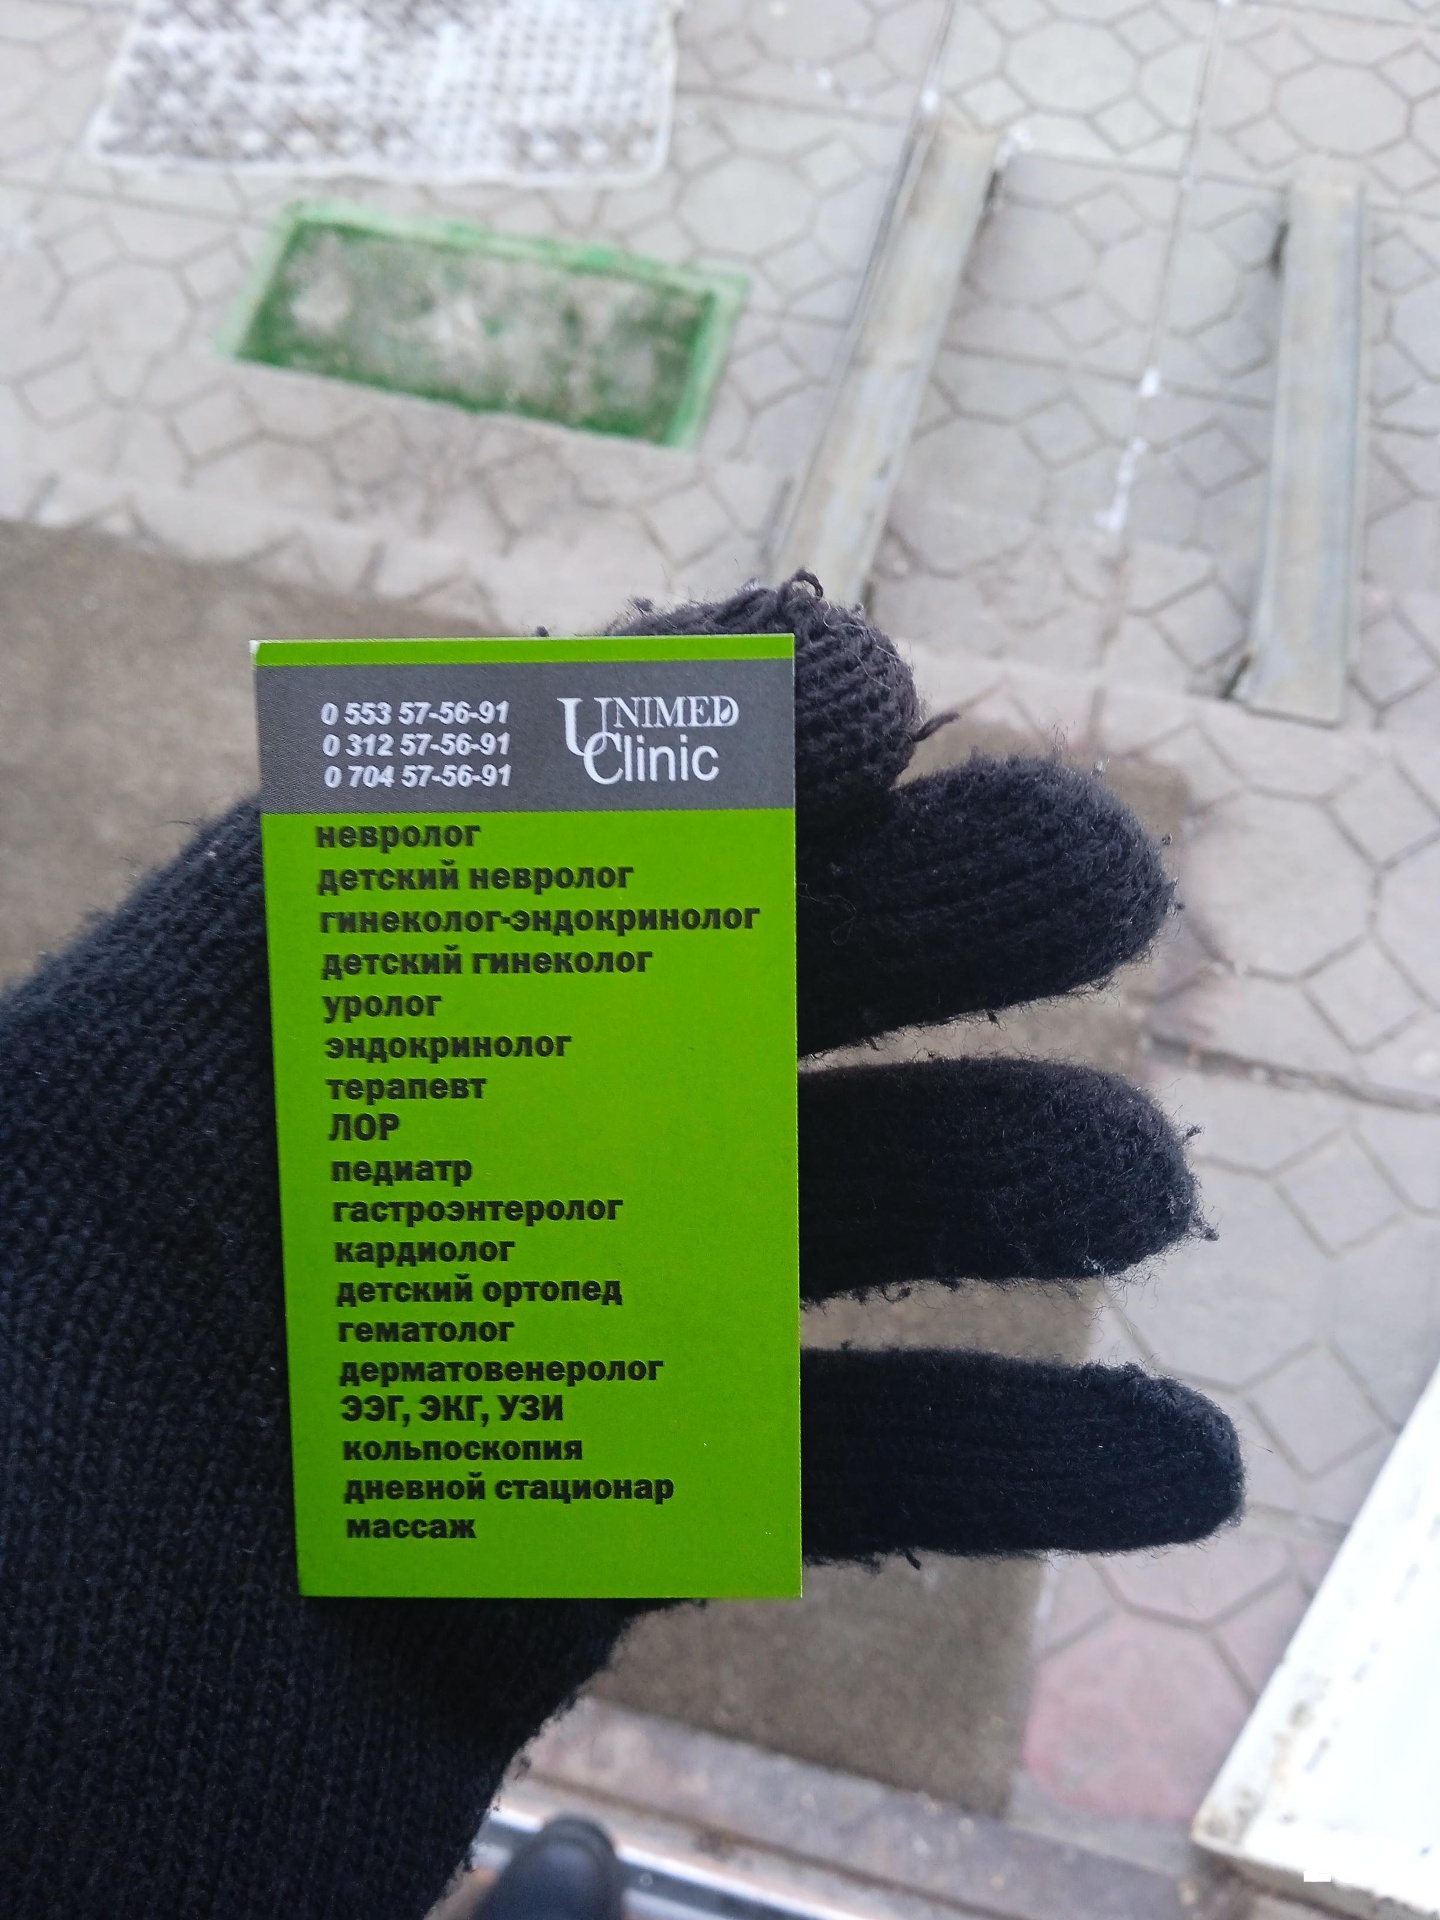 0 553 57-56-91
0 312 57-56-91
0 704 57-56-91
UNIMED
Clinic
невролог
детский невролог
гинеколог-эндокринолог
детский гинеколог
уролог
эндокринолог
терапевт
ЛОР
педиатр
гастроэнтеролог
кардиолог
детский ортопед
гематолог
дерматовенеролог
ЭЭГ, ЭКГ, УЗИ
кольпоскопия
дневной стационар
массаж